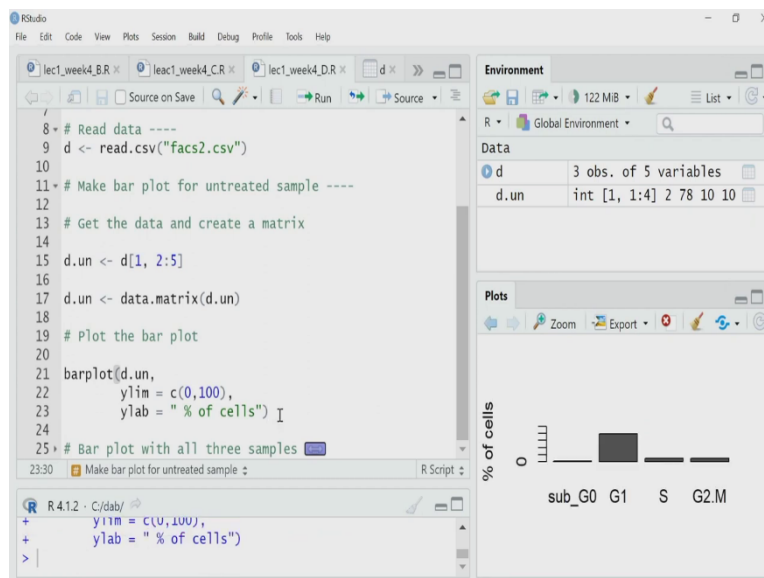 RStudio
File Edit Code View Plots Session Build Debug Profile Tools Help
lec1_week4_B.R × leac1_week4_C.R × lec1_week4_D.R × d ×
Source on Save Run Source
8 # Read data ----
9 d <- read.csv("facs2.csv")
10
11 # Make bar plot for untreated sample ----
12
13 # Get the data and create a matrix
14
15 d.un <- d[1, 2:5]
16
17 d.un <- data.matrix(d.un)
18
19 # Plot the bar plot
20
21 barplot(d.un,
22 ylim = c(0,100),
23 ylab = " % of cells")
24
25 # Bar plot with all three samples
23:30 Make bar plot for untreated sample R Script
R 4.1.2 · C:/dab/
+ ylim = c(0,100),
+ ylab = " % of cells")
>
Environment
122 MiB List
R Global Environment
Data
d 3 obs. of 5 variables
d.un int [1, 1:4] 2 78 10 10
Plots
Zoom Export
% of cells
0
sub_G0 G1 S G2.M